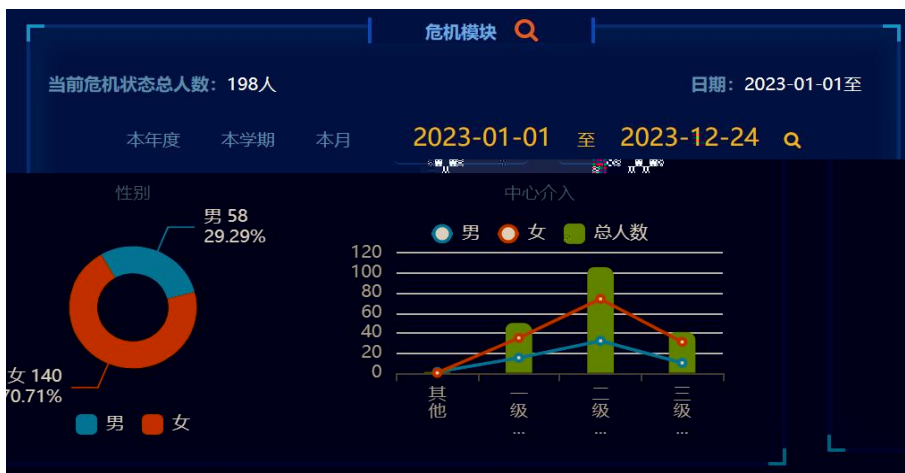 危机模块
当前危机状态总人数：198人
日期：2023-01-01至
本年度 本学期 本月 2023-01-01 至 2023-12-24
性别
男 58
29.29%
女 140
70.71%
男 女
中心介入
男 女 总人数
120
100
80
60
40
20
0
其他
一级...
二级...
三级...